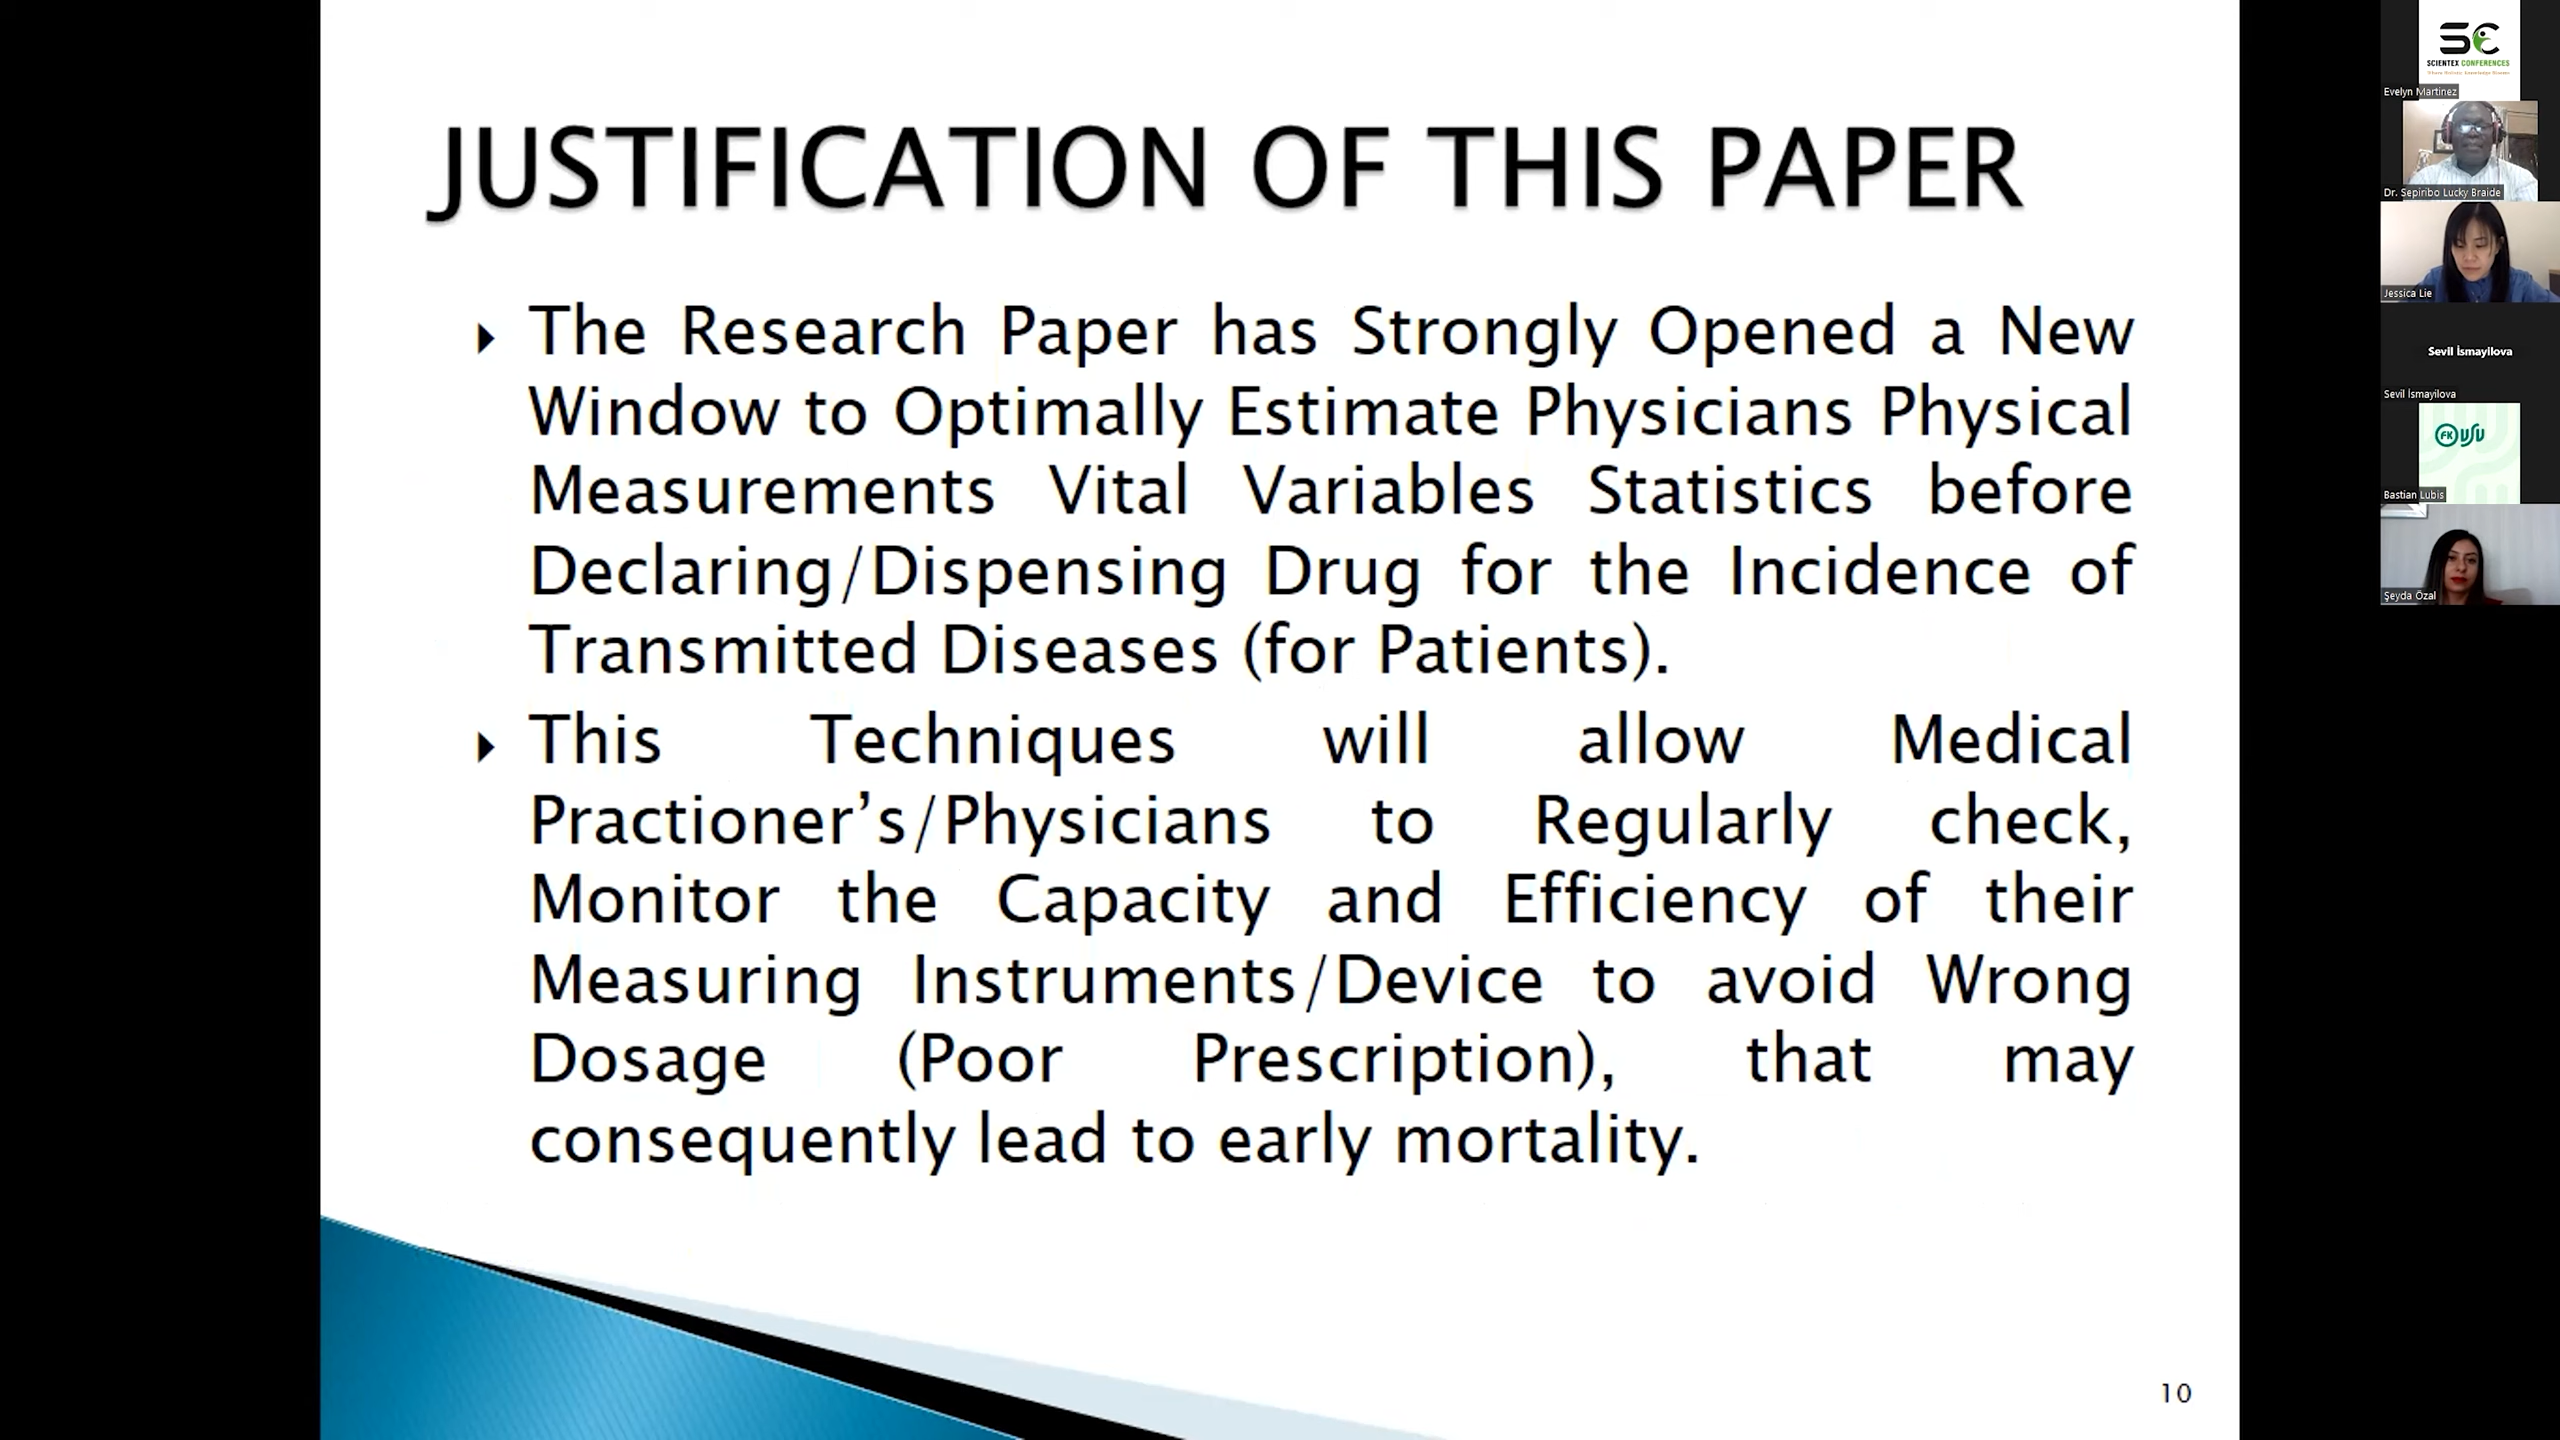 JUSTIFICATION OF THIS PAPER
The Research Paper has Strongly Opened a New
Window to Optimally Estimate Physicians Physical
Measurements Vital Variables Statistics before
Declaring/Dispensing Drug for the Incidence of
Transmitted Diseases (for Patients).
This Techniques will allow Medical
Practioner’s/Physicians to Regularly check,
Monitor the Capacity and Efficiency of their
Measuring Instruments/Device to avoid Wrong
Dosage (Poor Prescription), that may
consequently lead to early mortality.
10
SC
SCIENTEX CONFERENCES
Evelyn Martinez
Dr. Sepiribo Lucky Braide
Jessica Lie
Sevil İsmayilova
Sevil İsmayilova
FK USU
Bastian Lubis
Şeyda Özal